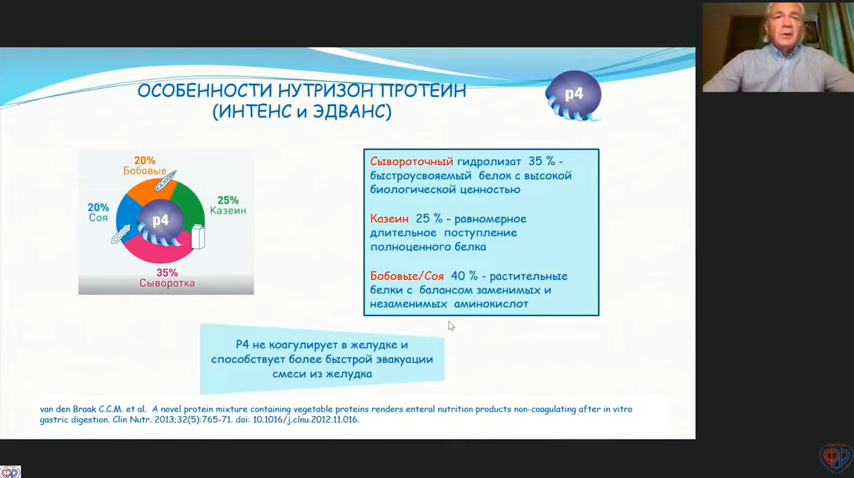 ОСОБЕННОСТИ НУТРИЗОН ПРОТЕИН
(ИНТЕНС и ЭДВАНС)
p4
20%
Бобовые
20%
Соя
25%
Казеин
p4
35%
Сыворотка
Сывороточный гидролизат 35 % -
быстроусвояемый белок с высокой
биологической ценностью
Казеин 25 % - равномерное
длительное поступление
полноценного белка
Бобовые/Соя 40 % - растительные
белки с балансом заменимых и
незаменимых аминокислот
P4 не коагулирует в желудке и
способствует более быстрой эвакуации
смеси из желудка
van den Braak C.C.M. et al. A novel protein mixture containing vegetable proteins renders enteral nutrition products non-coagulating after in vitro
gastric digestion. Clin Nutr. 2013;32(5):765-71. doi: 10.1016/j.clnu.2012.11.016.